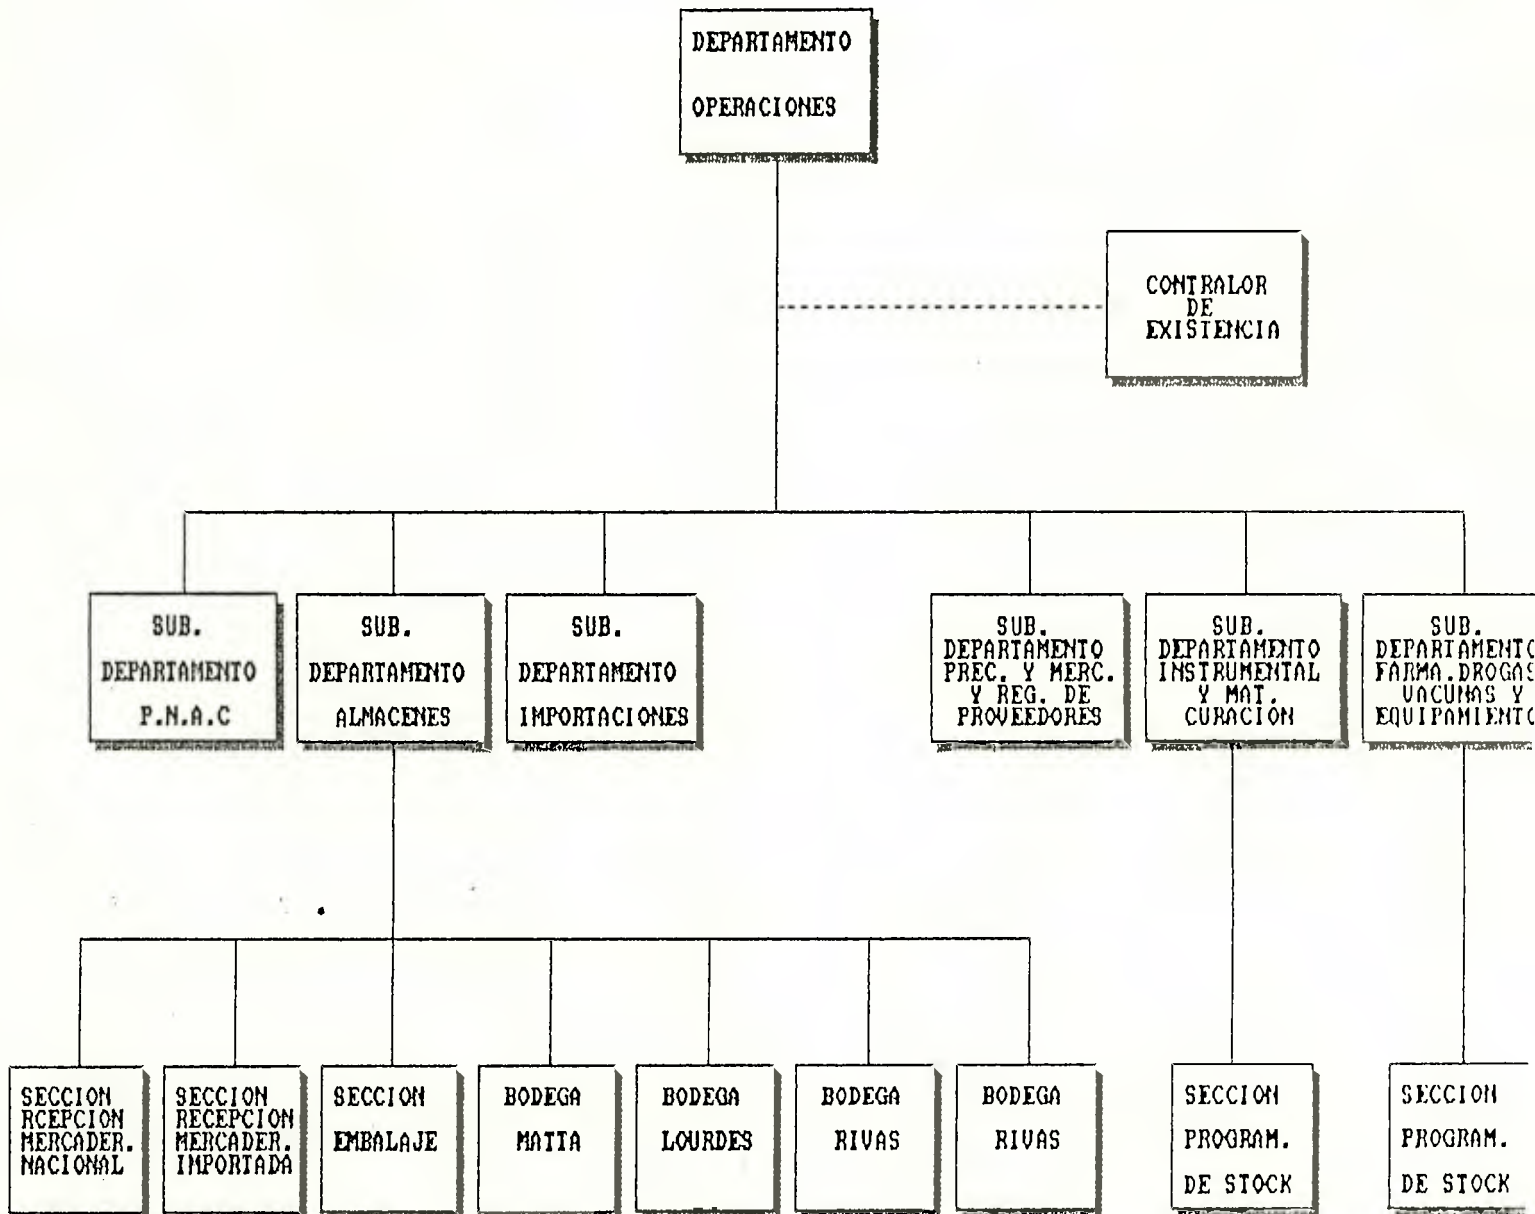 DEPARTAMENTO
OPERACIONES
CONTRALOR
DE
EXISTENCIA
SUB.
DEPARTAMENTO
P.N.A.C
SUB.
DEPARTAMENTO
ALMACENES
SUB.
DEPARTAMENTO
IMPORTACIONES
SUB.
DEPARTAMENTO
PREC. Y MERC.
Y REG. DE
PROVEEDORES
SUB.
DEPARTAMENTO
INSTRUMENTAL
Y MAT.
CURACIÓN
SUB.
DEPARTAMENTO
FARMA.DROGAS
VACUNAS Y
EQUIPAMIENTO
SECCION
RCEPCION
MERCADER.
NACIONAL
SECCION
RECEPCION
MERCADER.
IMPORTADA
SECCION
EMBALAJE
BODEGA
MATTA
BODEGA
LOURDES
BODEGA
RIVAS
BODEGA
RIVAS
SECCION
PROGRAM.
DE STOCK
SECCION
PROGRAM.
DE STOCK